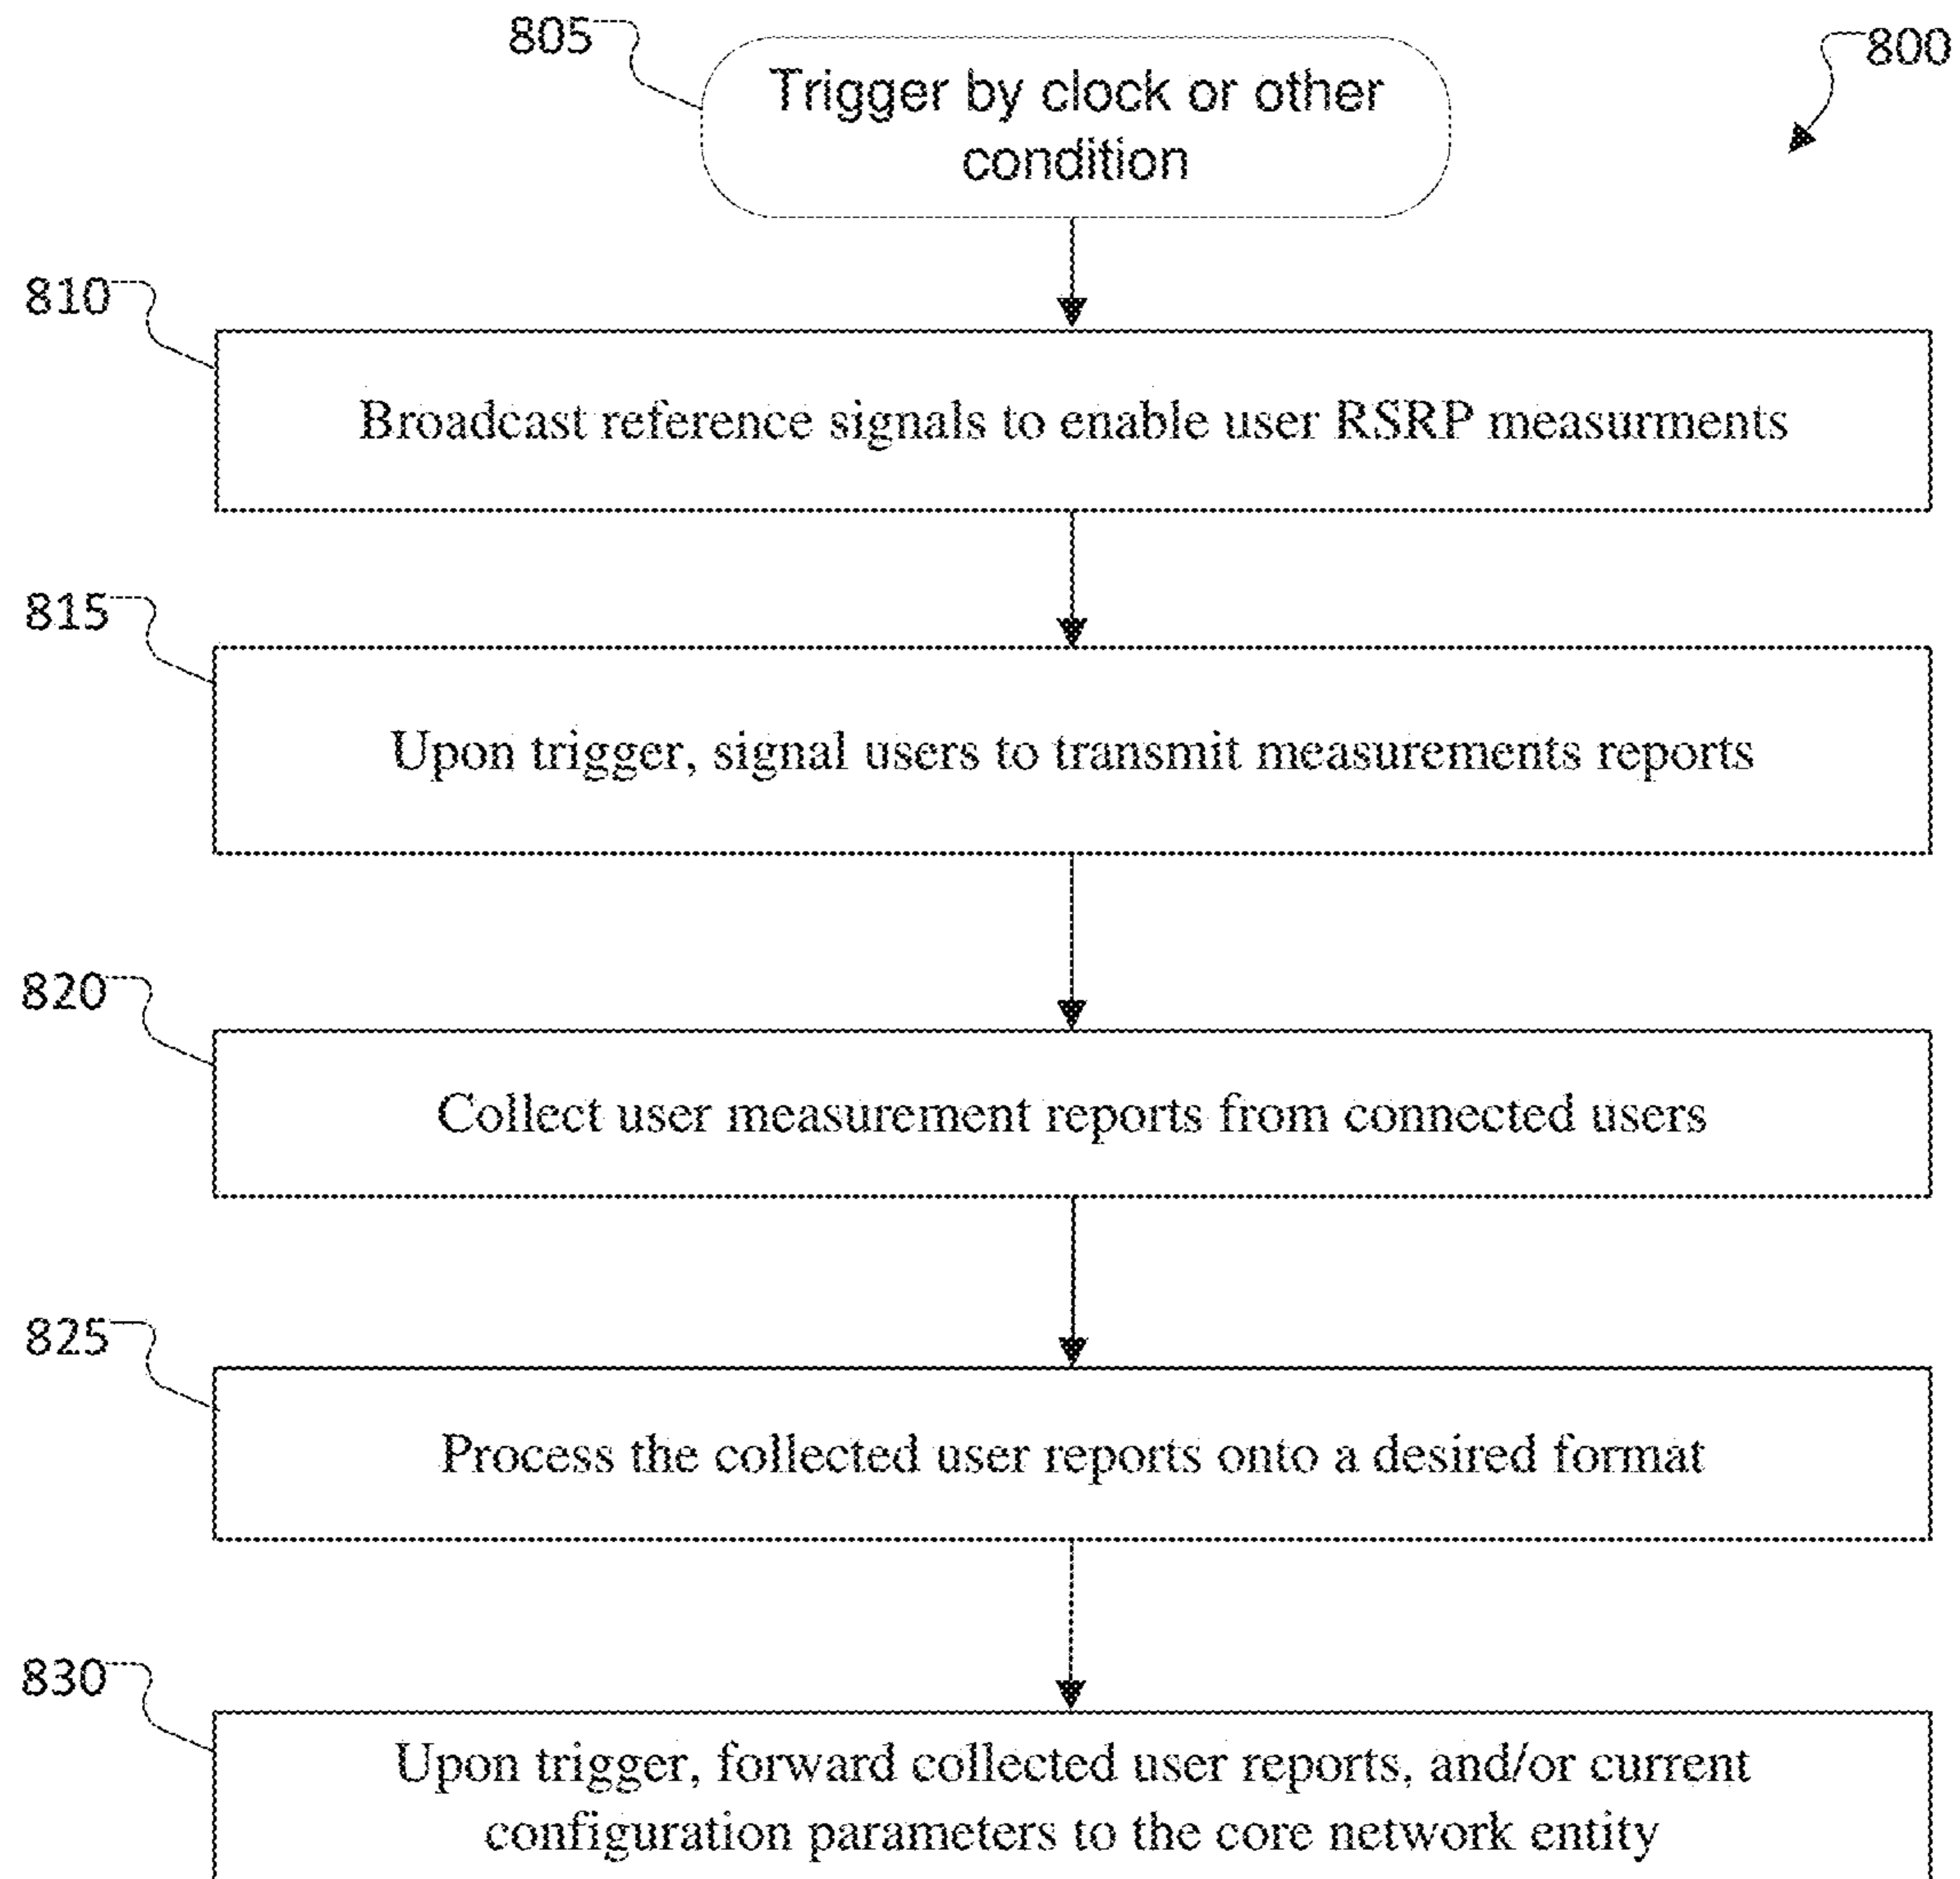 805
800
Trigger by clock or other
condition
810
Broadcast reference signals to enable user RSRP measurments
815
Upon trigger, signal users to transmit measurements reports
820
Collect user measurement reports from connected users
825
Process the collected user reports onto a desired format
830
Upon trigger, forward collected user reports, and/or current
configuration parameters to the core network entity